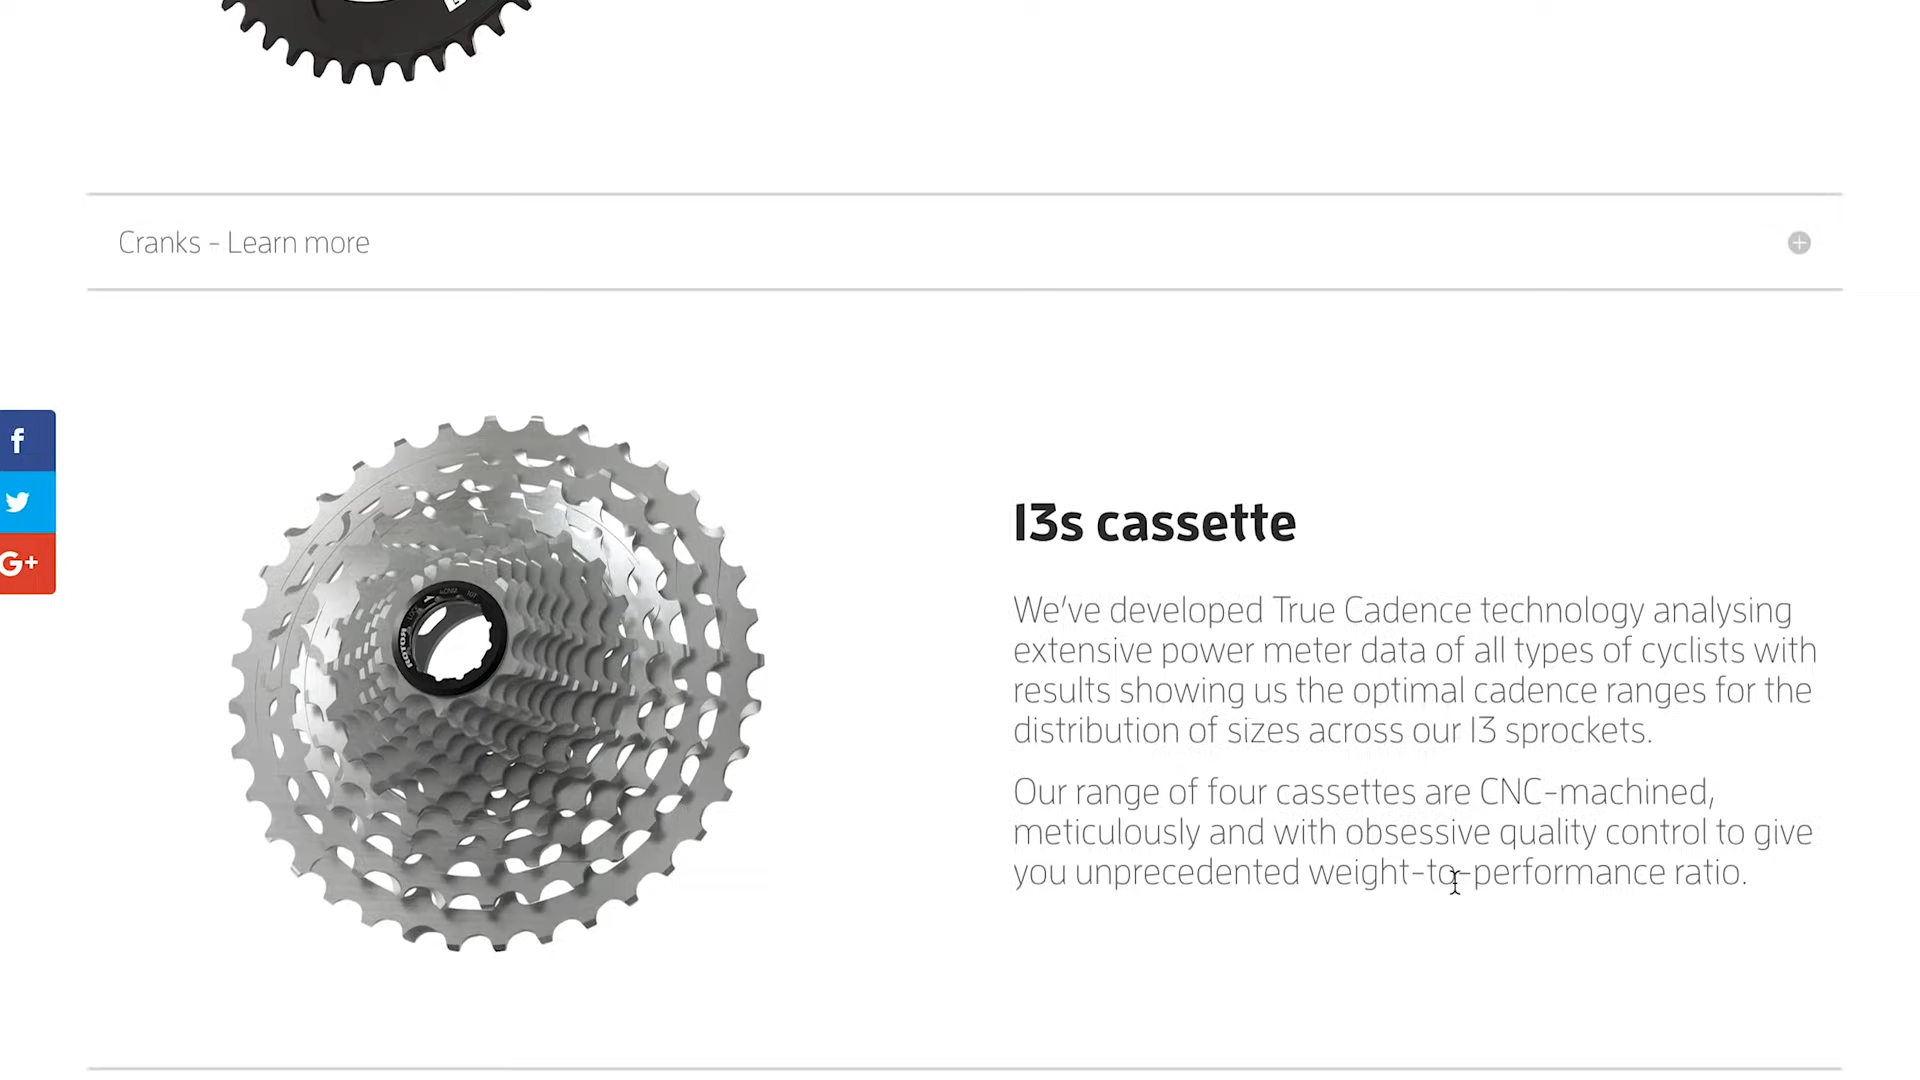 Cranks - Learn more
f
G+
ROTOR
13s cassette
We've developed True Cadence technology analysing
extensive power meter data of all types of cyclists with
results showing us the optimal cadence ranges for the
distribution of sizes across our 13 sprockets.
Our range of four cassettes are CNC-machined,
meticulously and with obsessive quality control to give
you unprecedented weight-to-performance ratio.